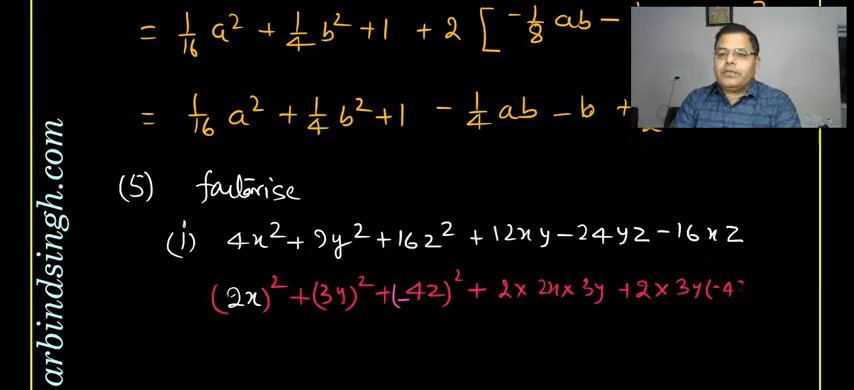 = 1/16 a² + 1/4 b² + 1 + 2 [ -1/8 ab -
= 1/16 a² + 1/4 b² + 1 - 1/4 ab - b +
(5) factorise
(i) 4x² + 9y² + 16z² + 12xy - 24yz - 16xz
(2x)² + (3y)² + (-4z)² + 2 × 2x × 3y + 2 × 3y(-4
arbindsingh.com